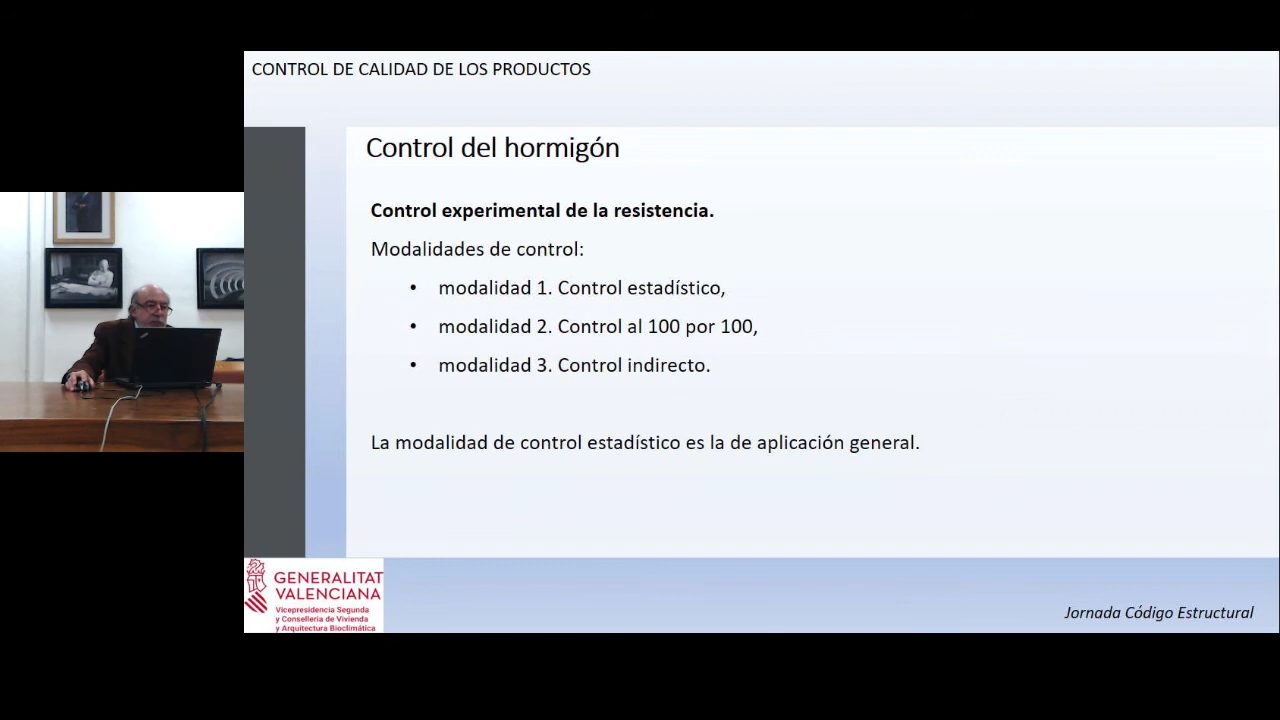 CONTROL DE CALIDAD DE LOS PRODUCTOS
Control del hormigón
Control experimental de la resistencia.
Modalidades de control:
• modalidad 1. Control estadístico,
• modalidad 2. Control al 100 por 100,
• modalidad 3. Control indirecto.
La modalidad de control estadístico es la de aplicación general.
GENERALITAT
VALENCIANA
Vicepresidencia Segunda
y Conselleria de Vivienda
y Arquitectura Bioclimática
Jornada Código Estructural